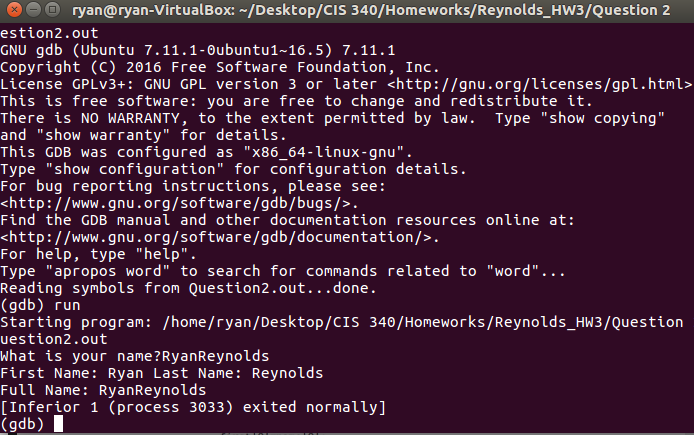 ryan@ryan-VirtualBox: ~/Desktop/CIS 340/Homeworks/Reynolds_HW3/Question 2
estion2.out
GNU gdb (Ubuntu 7.11.1-0ubuntu1~16.5) 7.11.1
Copyright (C) 2016 Free Software Foundation, Inc.
License GPLv3+: GNU GPL version 3 or later <http://gnu.org/licenses/gpl.html>
This is free software: you are free to change and redistribute it.
There is NO WARRANTY, to the extent permitted by law.  Type "show copying"
and "show warranty" for details.
This GDB was configured as "x86_64-linux-gnu".
Type "show configuration" for configuration details.
For bug reporting instructions, please see:
<http://www.gnu.org/software/gdb/bugs/>.
Find the GDB manual and other documentation resources online at:
<http://www.gnu.org/software/gdb/documentation/>.
For help, type "help".
Type "apropos word" to search for commands related to "word"...
Reading symbols from Question2.out...done.
(gdb) run
Starting program: /home/ryan/Desktop/CIS 340/Homeworks/Reynolds_HW3/Question
uestion2.out
What is your name?RyanReynolds
First Name: Ryan Last Name: Reynolds
Full Name: RyanReynolds
[Inferior 1 (process 3033) exited normally]
(gdb)